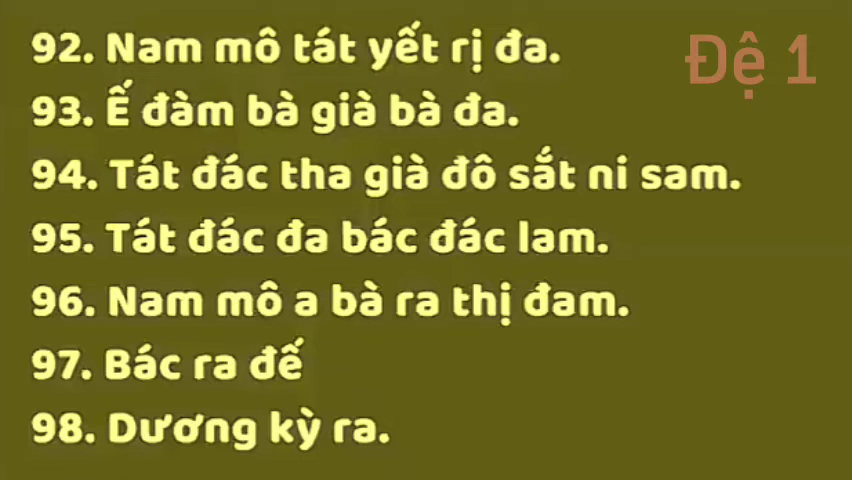 92. Nam mô tát yết rị đa.
Đệ 1
93. Ế đàm bà già bà đa.
94. Tát đác tha già đô sắt ni sam.
95. Tát đác đa bác đác lam.
96. Nam mô a bà ra thị đam.
97. Bác ra đế
98. Dương kỳ ra.